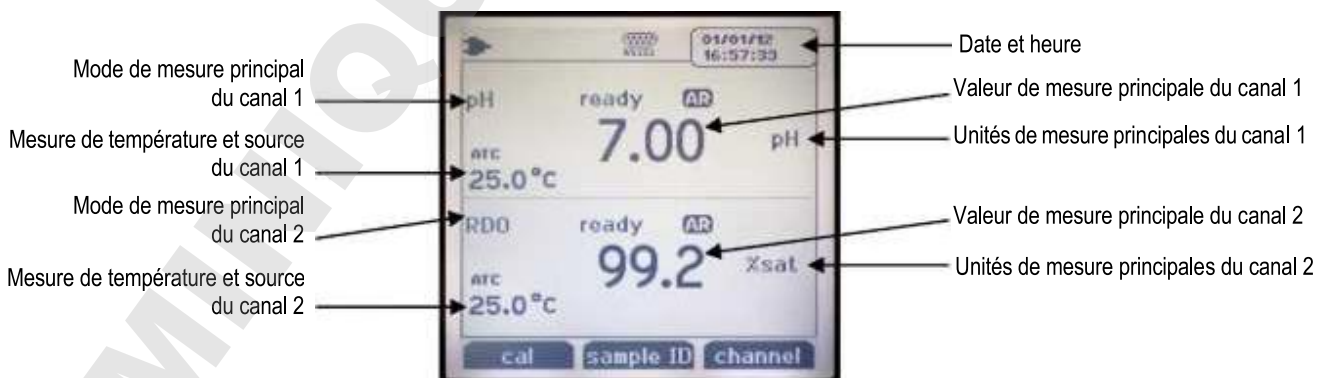 01/01/12
16:57:33
Date et heure
Mode de mesure principal
du canal 1
pH
ready
AR
Valeur de mesure principale du canal 1
7.00
pH
Unités de mesure principales du canal 1
Mesure de température et source
du canal 1
atc
25.0°C
Mode de mesure principal
du canal 2
RDO
ready
AR
Valeur de mesure principale du canal 2
99.2
%sat
Unités de mesure principales du canal 2
Mesure de température et source
du canal 2
atc
25.0°C
cal
sample ID
channel